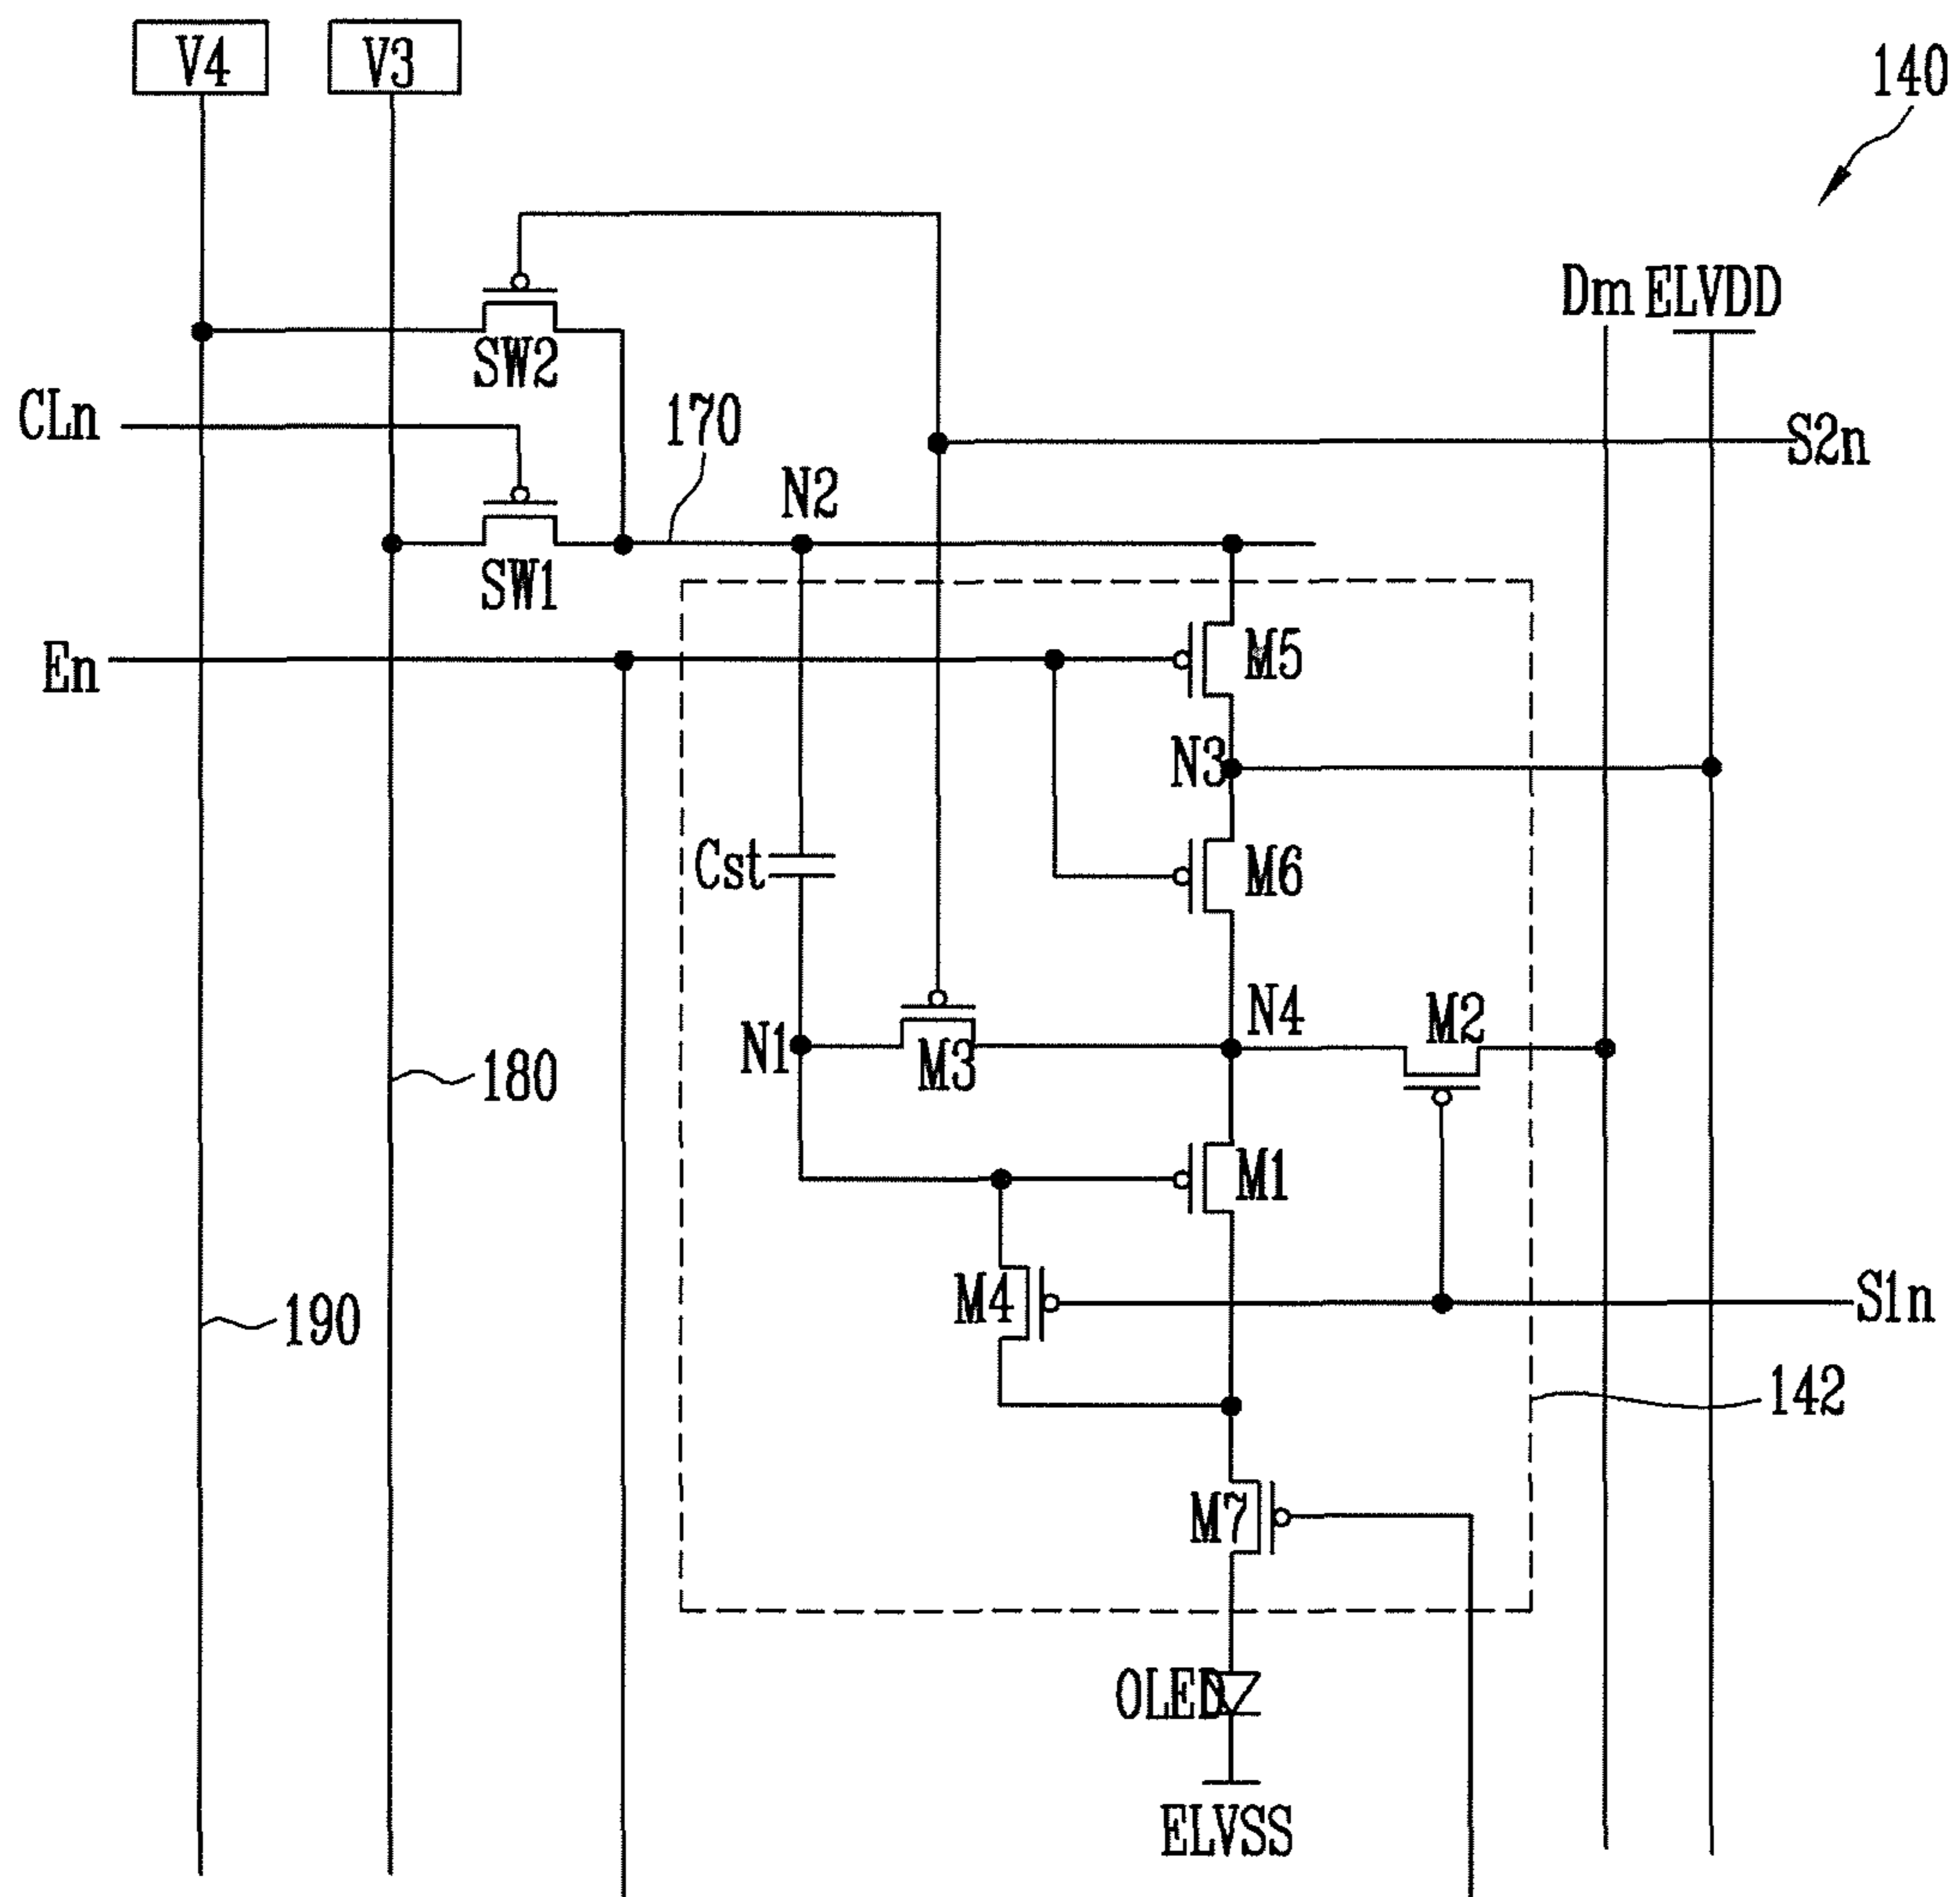 V4
V3
140
Dm
ELVDD
SW2
CLn
170
S2n
N2
SW1
En
M5
N3
Cst
M6
N4
M2
N1
M3
180
M1
M4
S1n
190
142
M7
OLED
ELVSS